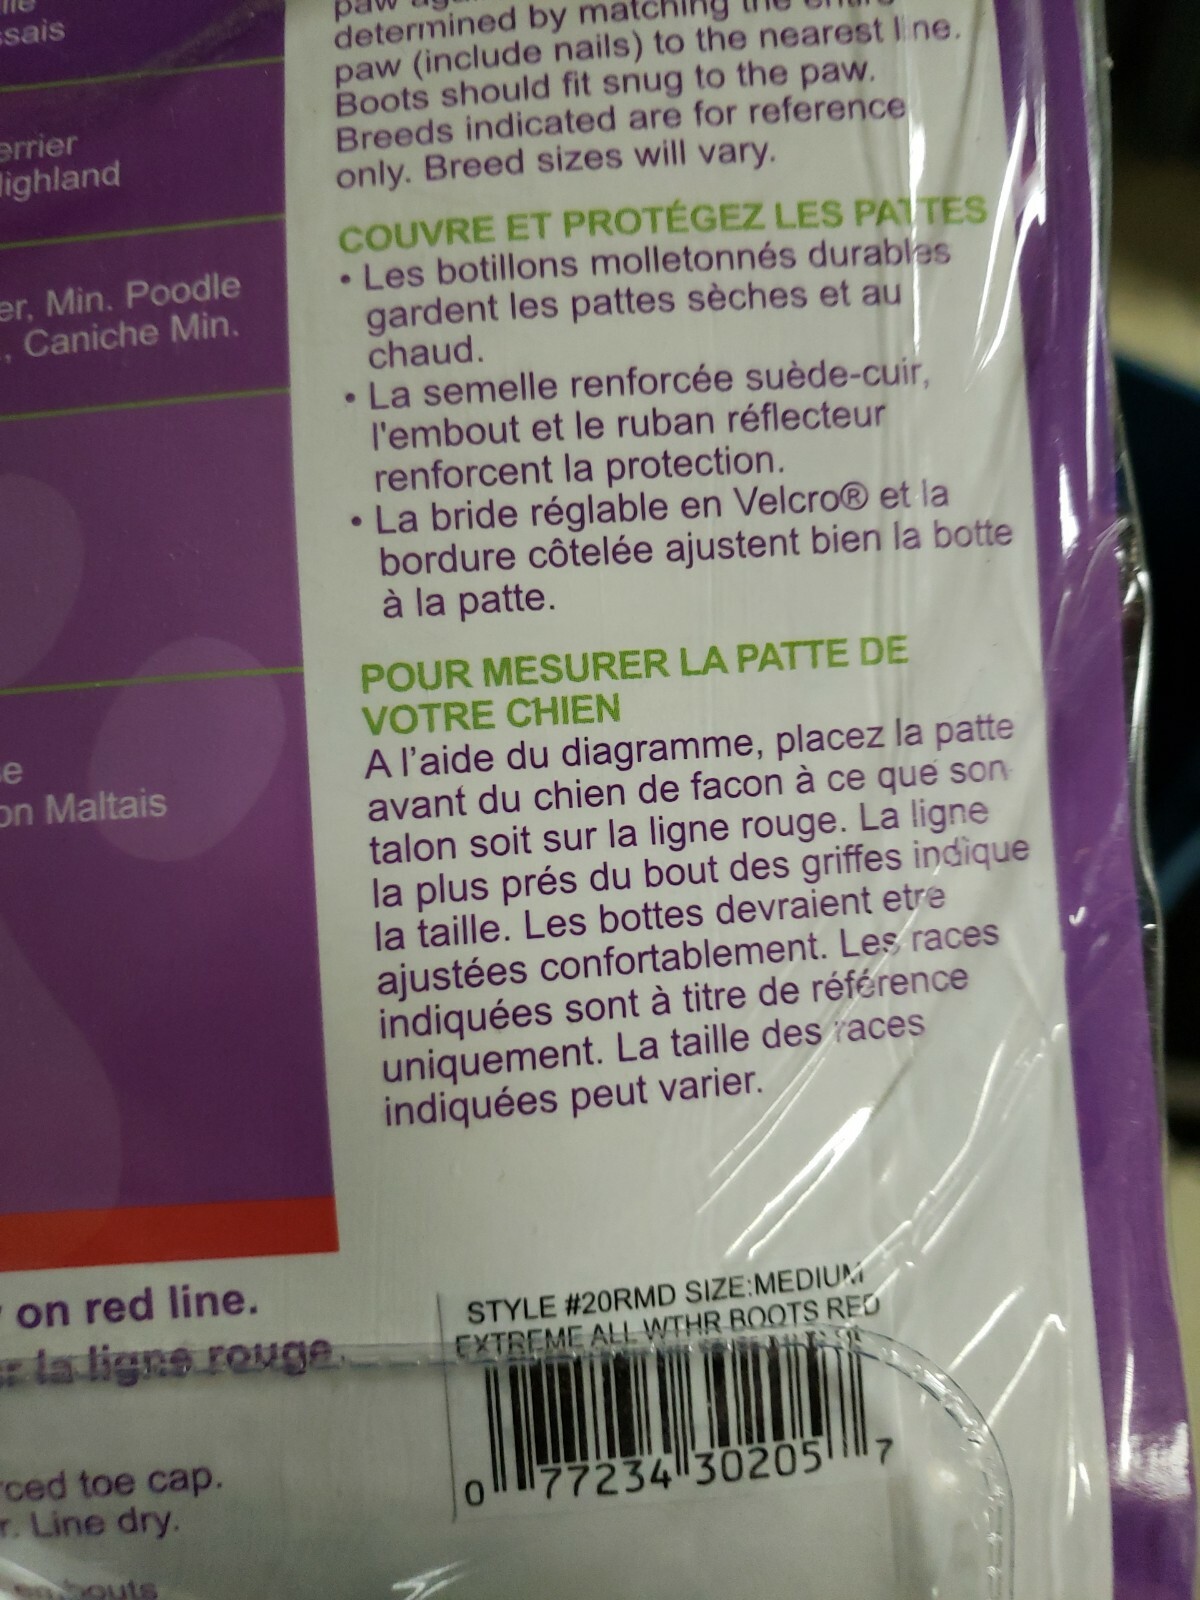 ssais
errier
Highland
er, Min. Poodle
, Caniche Min.
e
on Maltais
on red line.
r la ligne rouge.
rced toe cap.
r. Line dry.
paw
determined by matching the
paw (include nails) to the nearest line.
Boots should fit snug to the paw.
Breeds indicated are for reference
only. Breed sizes will vary.
COUVRE ET PROTÉGEZ LES PATTES
• Les botillons molletonnés durables
gardent les pattes sèches et au
chaud.
• La semelle renforcée suède-cuir,
l'embout et le ruban réflecteur
renforcent la protection.
• La bride réglable en Velcro® et la
bordure côtelée ajustent bien la botte
à la patte.
POUR MESURER LA PATTE DE
VOTRE CHIEN
A l'aide du diagramme, placez la patte
avant du chien de facon à ce que son
talon soit sur la ligne rouge. La ligne
la plus prés du bout des griffes indique
la taille. Les bottes devraient etre
ajustées confortablement. Les races
indiquées sont à titre de référence
uniquement. La taille des races
indiquées peut varier.
STYLE #20RMD SIZE:MEDIUM
EXTREME ALL WTHR BOOTS RED
0 77234 30205 7